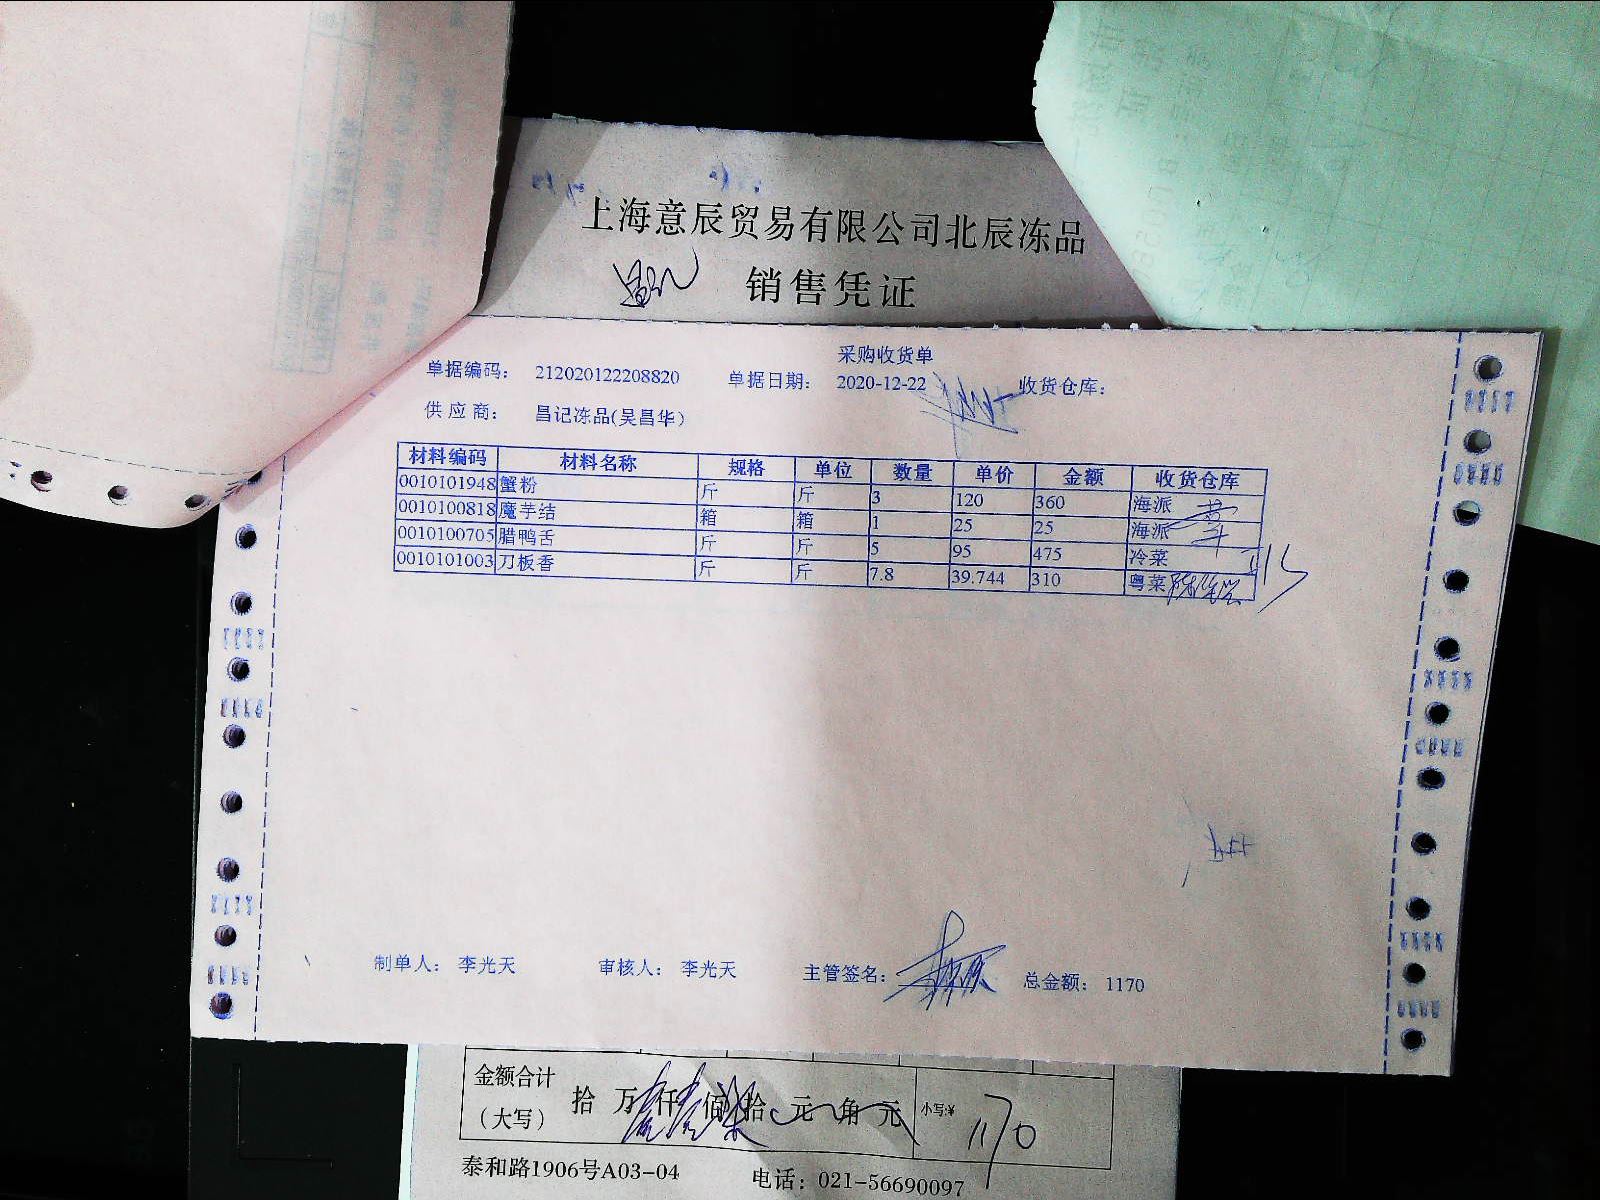 上海意辰贸易有限公司北辰冻品
销售凭证
采购收货单
单据编码： 212020122208820 单据日期： 2020-12-22 收货仓库：
供应商： 昌记冻品(吴昌华)
材料编码 材料名称 规格 单位 数量 单价 金额 收货仓库
0010101948 蟹粉 斤 斤 3 120 360 海派
0010100818 魔芋结 箱 箱 1 25 25 海派
0010100705 腊鸭舌 斤 斤 5 95 475 冷菜
0010101003 刀板香 斤 斤 7.8 39.744 310 粤菜
制单人： 李光天 审核人： 李光天 主管签名： 总金额： 1170
金额合计
（大写） 拾 万 仟 佰 拾 元 角 元 小写:¥ 1170
泰和路1906号A03-04 电话：021-56690097